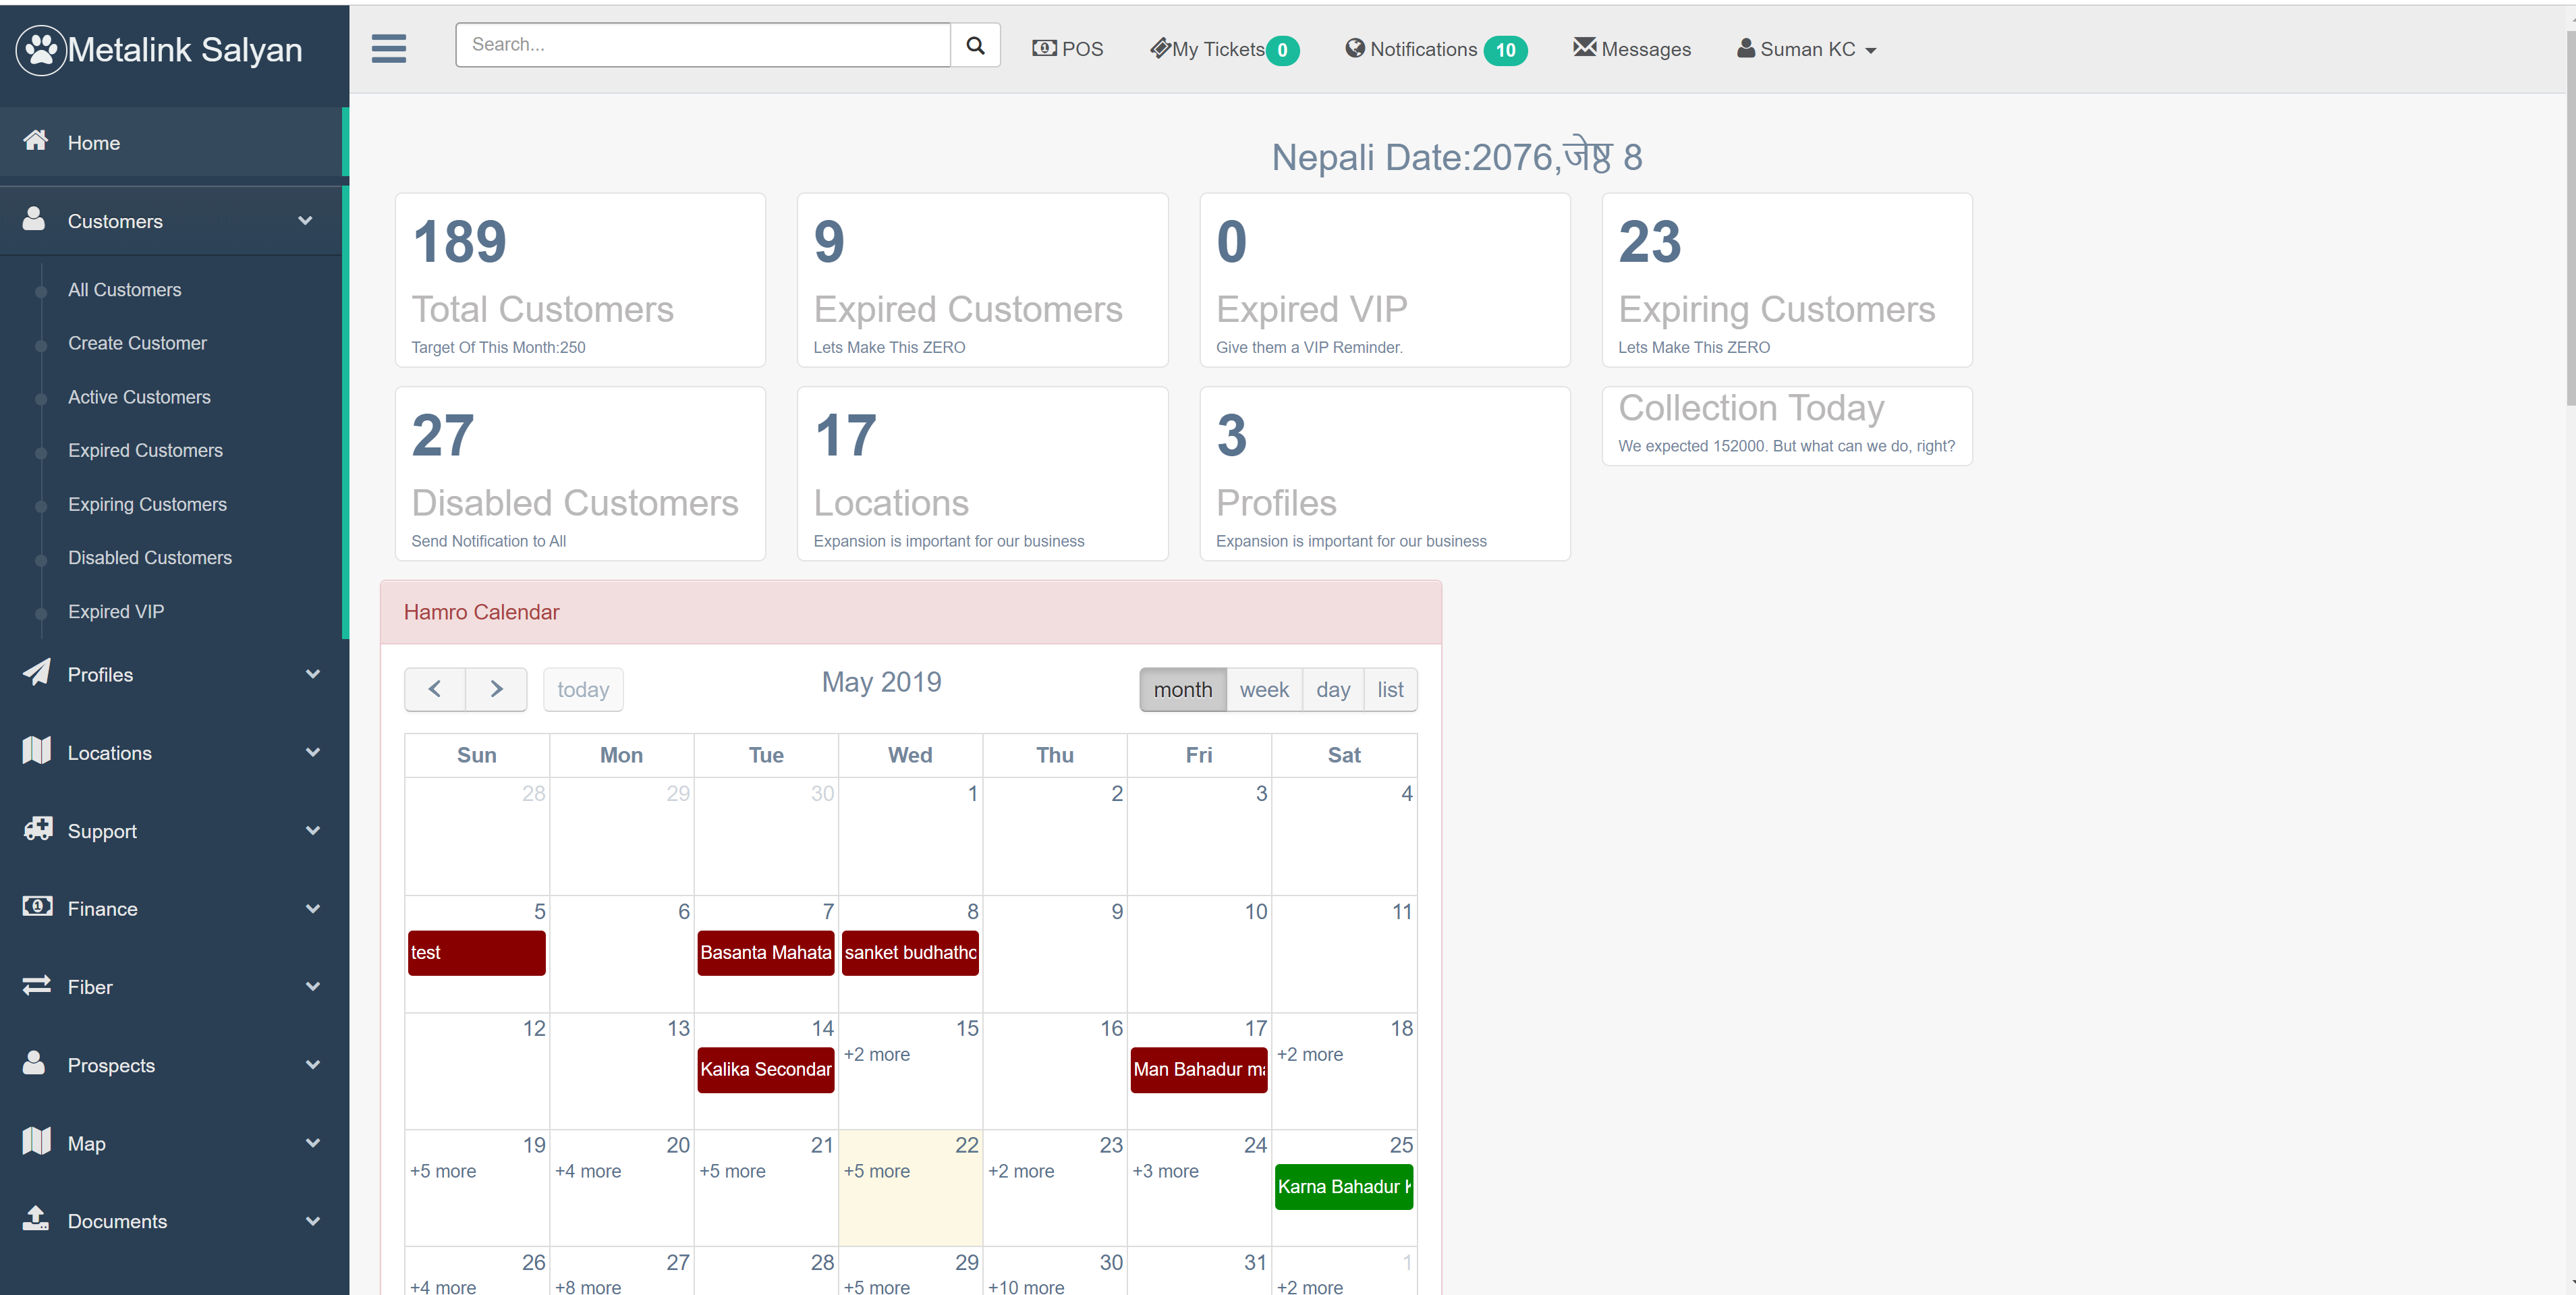 Metalink Salyan
Search...
POS
My Tickets 0
Notifications 10
Messages
Suman KC
Home
Customers
All Customers
Create Customer
Active Customers
Expired Customers
Expiring Customers
Disabled Customers
Expired VIP
Profiles
Locations
Support
Finance
Fiber
Prospects
Map
Documents
Nepali Date:2076,जेष्ठ 8
189
Total Customers
Target Of This Month:250
9
Expired Customers
Lets Make This ZERO
0
Expired VIP
Give them a VIP Reminder.
23
Expiring Customers
Lets Make This ZERO
27
Disabled Customers
Send Notification to All
17
Locations
Expansion is important for our business
3
Profiles
Expansion is important for our business
Collection Today
We expected 152000. But what can we do, right?
Hamro Calendar
today
May 2019
month week day list
Sun Mon Tue Wed Thu Fri Sat
28 29 30 1 2 3 4
5 6 7 8 9 10 11
test Basanta Mahata sanket budhatho
12 13 14 15 16 17 18
Kalika Secondar +2 more Man Bahadur ma +2 more
19 20 21 22 23 24 25
+5 more +4 more +5 more +5 more +2 more +3 more Karna Bahadur
26 27 28 29 30 31 1
+4 more +8 more +5 more +10 more +2 more